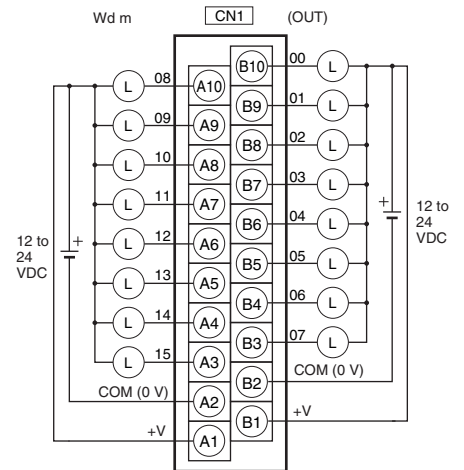 Wd m CN1 (OUT)
08 L A10 B10 00 L
09 L A9 B9 01 L
10 L A8 B8 02 L
11 L A7 B7 03 L
12 L A6 B6 04 L
13 L A5 B5 05 L
14 L A4 B4 06 L
15 L A3 B3 07 L
COM (0 V) A2 B2 COM (0 V)
+V A1 B1 +V
12 to
24
VDC
+
12 to
24
VDC
+